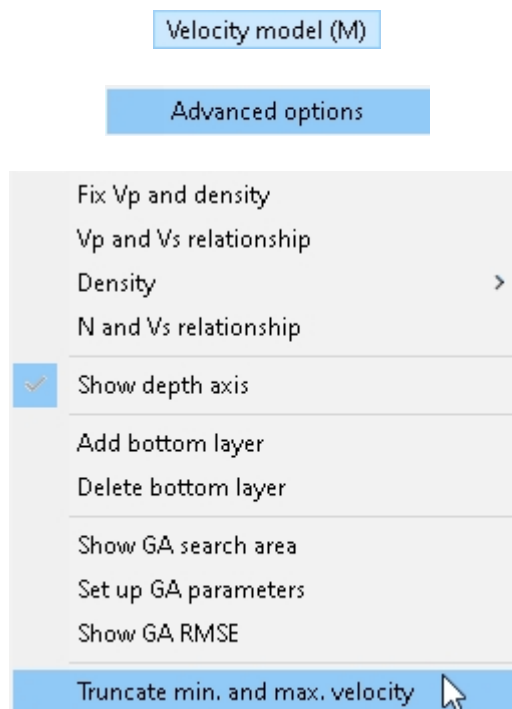 Velocity model (M)
Advanced options
Fix Vp and density
Vp and Vs relationship
Density
N and Vs relationship
Show depth axis
Add bottom layer
Delete bottom layer
Show GA search area
Set up GA parameters
Show GA RMSE
Truncate min. and max. velocity